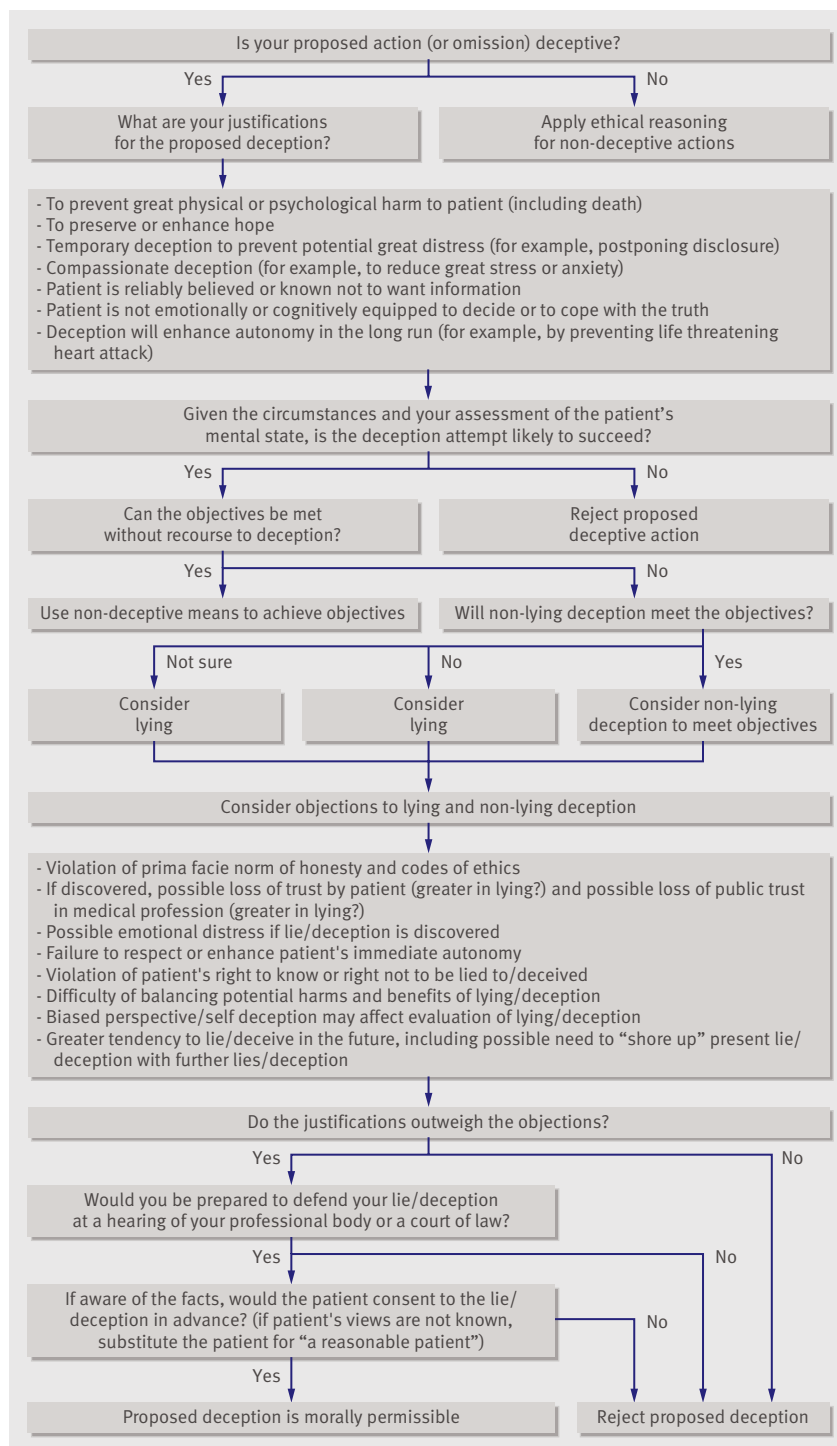 Is your proposed action (or omission) deceptive?
Yes
No
What are your justifications
for the proposed deception?
Apply ethical reasoning
for non-deceptive actions
- To prevent great physical or psychological harm to patient (including death)
- To preserve or enhance hope
- Temporary deception to prevent potential great distress (for example, postponing disclosure)
- Compassionate deception (for example, to reduce great stress or anxiety)
- Patient is reliably believed or known not to want information
- Patient is not emotionally or cognitively equipped to decide or to cope with the truth
- Deception will enhance autonomy in the long run (for example, by preventing life threatening
heart attack)
Given the circumstances and your assessment of the patient's
mental state, is the deception attempt likely to succeed?
Yes
No
Can the objectives be met
without recourse to deception?
Reject proposed
deceptive action
Yes
No
Use non-deceptive means to achieve objectives
Will non-lying deception meet the objectives?
Not sure
No
Yes
Consider
lying
Consider
lying
Consider non-lying
deception to meet objectives
Consider objections to lying and non-lying deception
- Violation of prima facie norm of honesty and codes of ethics
- If discovered, possible loss of trust by patient (greater in lying?) and possible loss of public trust
in medical profession (greater in lying?)
- Possible emotional distress if lie/deception is discovered
- Failure to respect or enhance patient's immediate autonomy
- Violation of patient's right to know or right not to be lied to/deceived
- Difficulty of balancing potential harms and benefits of lying/deception
- Biased perspective/self deception may affect evaluation of lying/deception
- Greater tendency to lie/deceive in the future, including possible need to “shore up” present lie/
deception with further lies/deception
Do the justifications outweigh the objections?
Yes
No
Would you be prepared to defend your lie/deception
at a hearing of your professional body or a court of law?
Yes
No
If aware of the facts, would the patient consent to the lie/
deception in advance? (if patient's views are not known,
substitute the patient for “a reasonable patient”)
No
Yes
Proposed deception is morally permissible
Reject proposed deception